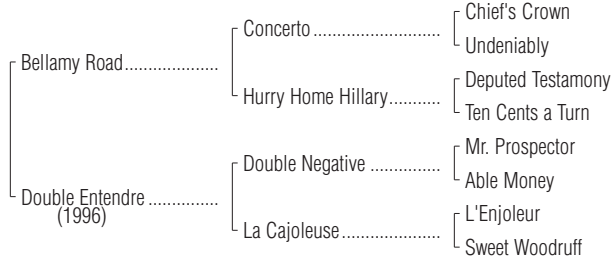 Chief's Crown
Concerto ...........................
Undeniably
Bellamy Road....................
Deputed Testamony
Hurry Home Hillary...........
Ten Cents a Turn
Mr. Prospector
Double Negative ...............
Able Money
Double Entendre ...............
(1996)
L'Enjoleur
La Cajoleuse.....................
Sweet Woodruff